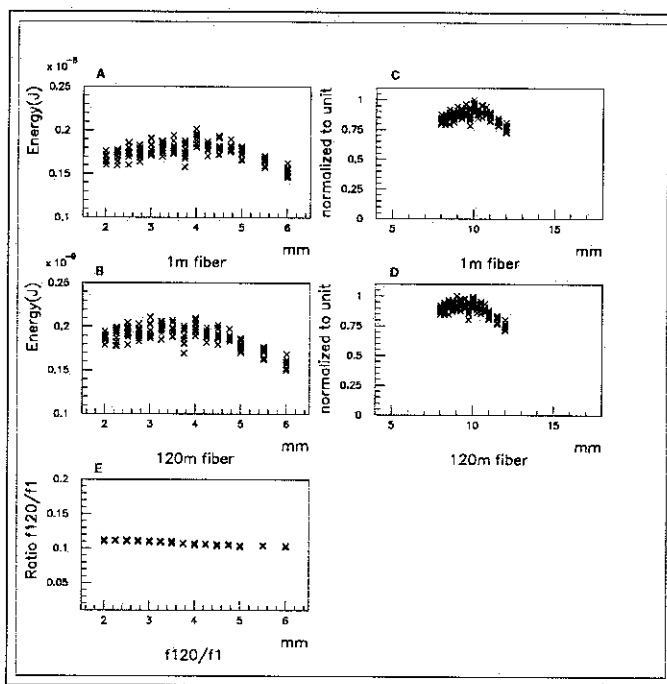 x 10⁻⁸
A
Energy(J)
0.25
0.2
0.15
0.1
2 3 4 5 6
mm
1m fiber
C
normalized to unit
1
0.75
0.5
0.25
0
5 10 15
mm
1m fiber
x 10⁻⁹
B
Energy(J)
0.25
0.2
0.15
0.1
2 3 4 5 6
mm
120m fiber
D
normalized to unit
1
0.75
0.5
0.25
0
5 10 15
mm
120m fiber
E
Ratio f120/f1
0.2
0.15
0.1
0.05
2 3 4 5 6
mm
f120/f1